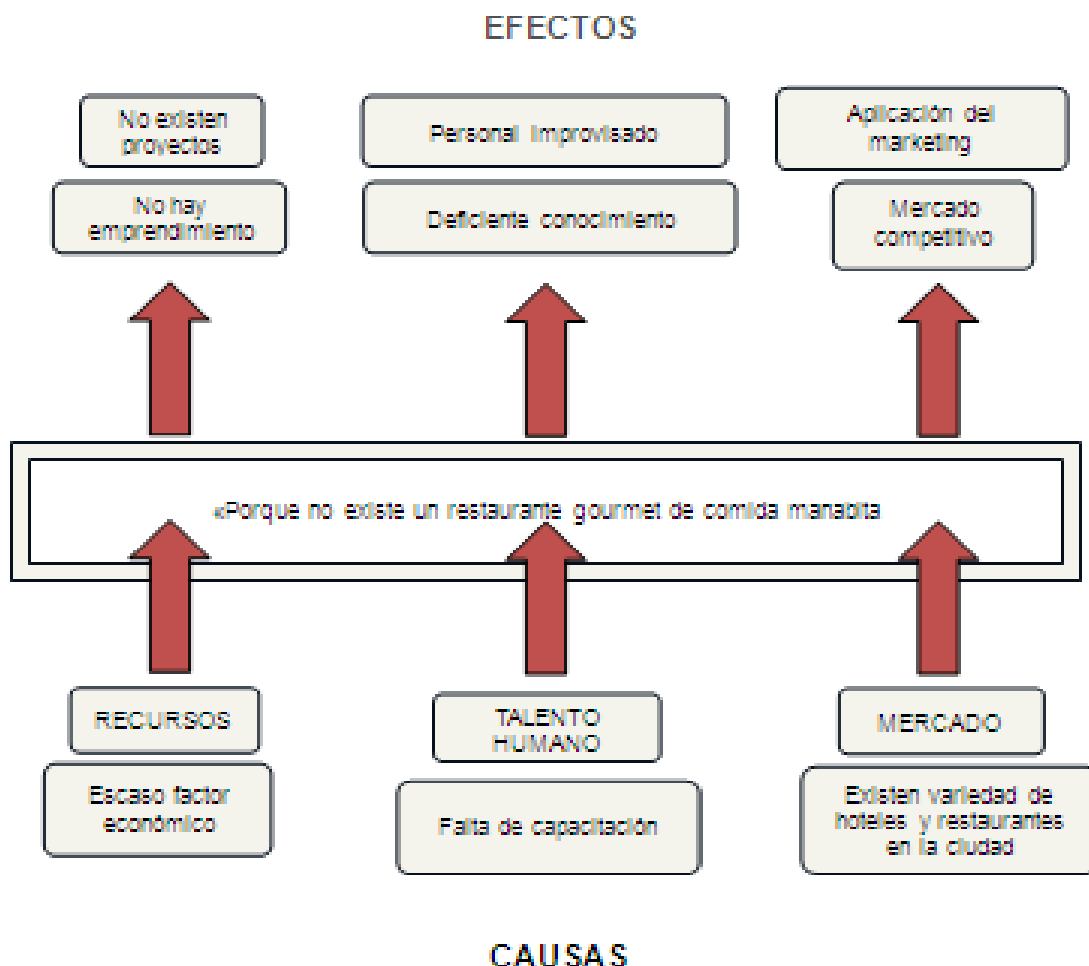 EFECTOS
No existen
proyectos
Personal Improvisado
Aplicación del
marketing
No hay
emprendimiento
Deficiente conocimiento
Mercado
competitivo
«Porque no existe un restaurante gourmet de comida manabita
RECURSOS
TALENTO
HUMANO
MERCADO
Escaso factor
económico
Falta de capacitación
Existen variedad de
hoteles y restaurantes
en la ciudad
CAUSAS